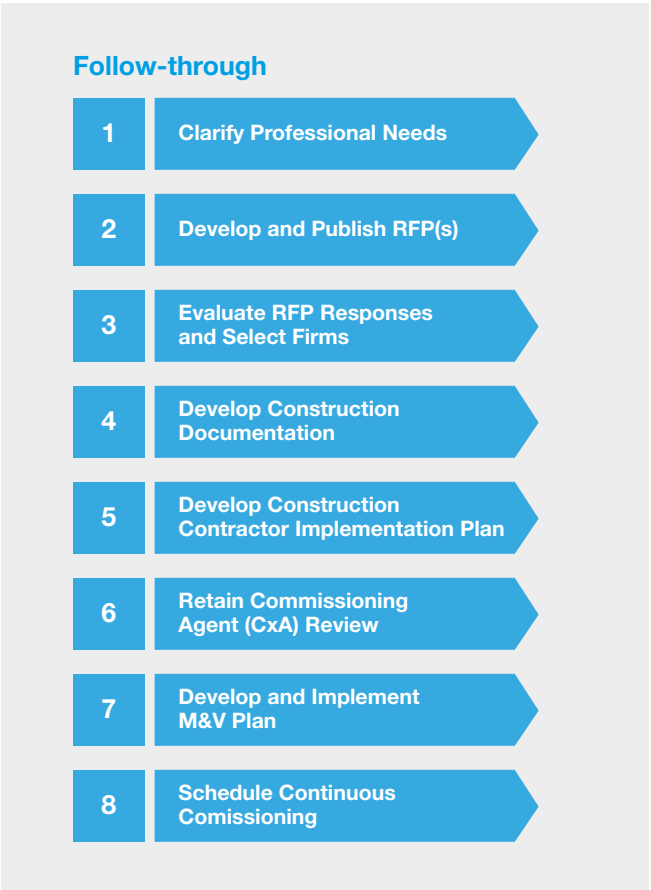 Follow-through
1
Clarify Professional Needs
2
Develop and Publish RFP(s)
3
Evaluate RFP Responses
and Select Firms
4
Develop Construction
Documentation
5
Develop Construction
Contractor Implementation Plan
6
Retain Commissioning
Agent (CxA) Review
7
Develop and Implement
M&V Plan
8
Schedule Continuous
Comissioning